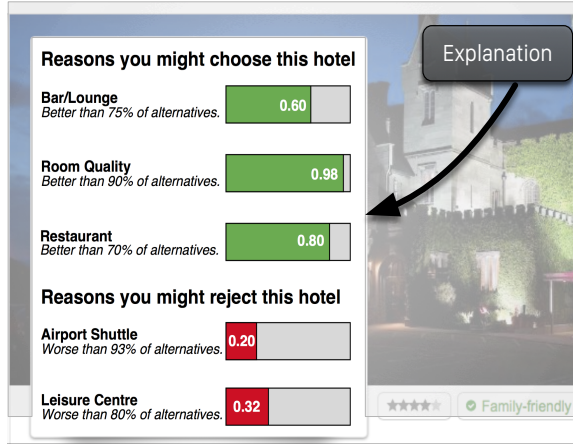 Explanation
Reasons you might choose this hotel
Bar/Lounge
Better than 75% of alternatives.
0.60
Room Quality
Better than 90% of alternatives.
0.98
Restaurant
Better than 70% of alternatives.
0.80
Reasons you might reject this hotel
Airport Shuttle
Worse than 93% of alternatives.
0.20
Leisure Centre
Worse than 80% of alternatives.
0.32
Family-friendly